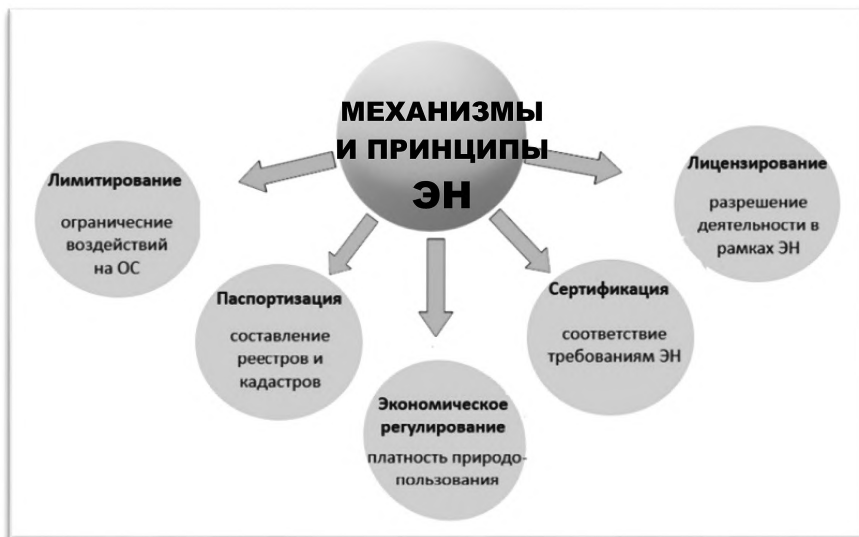 МЕХАНИЗМЫ
И ПРИНЦИПЫ
ЭН
Лимитирование
ограничесние
воздействий
на ОС
Паспортизация
составление
реестров и
кадастров
Экономическое
регулирование
платность природо-
пользования
Сертификация
соответствие
требованиям ЭН
Лицензирование
разрешение
деятельности в
рамках ЭН